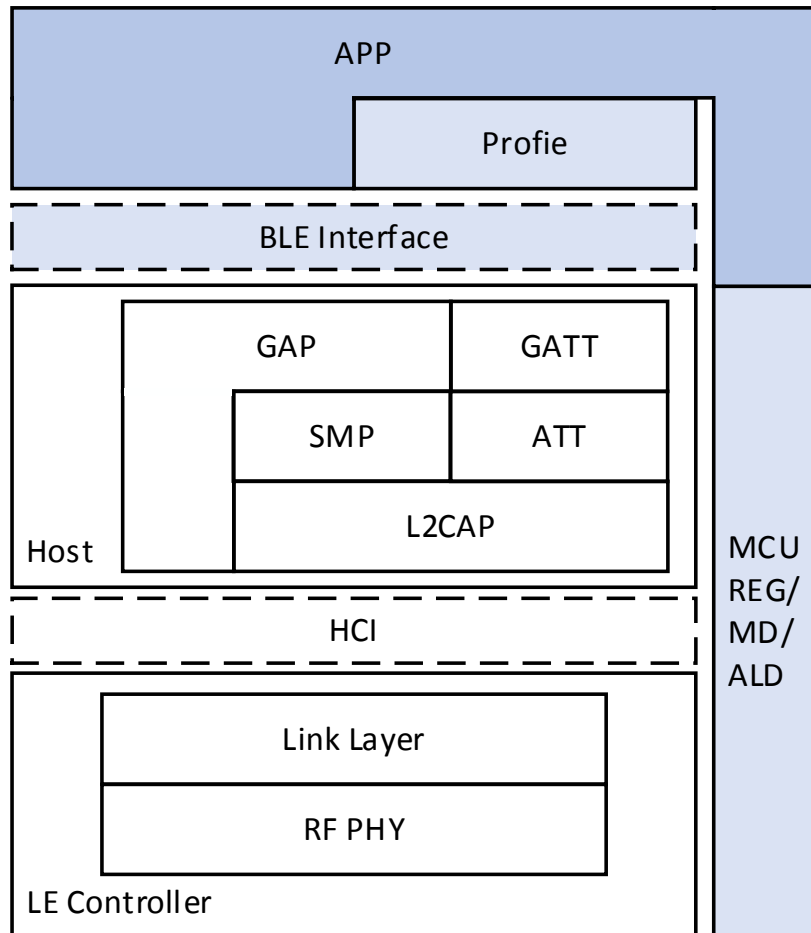 APP
Profie
BLE Interface
GAP
GATT
SMP
ATT
L2CAP
Host
MCU
REG/
MD/
ALD
HCI
Link Layer
RF PHY
LE Controller